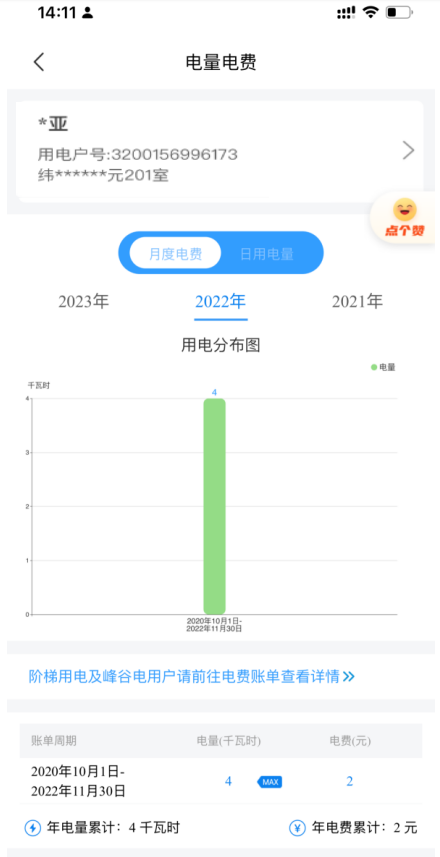 14:11
电量电费
*亚
用电户号:3200156996173
纬******元201室
点个赞
月度电费 日用电量
2023年 2022年 2021年
用电分布图
电量
千瓦时
4
4
3
2
1
0
2020年10月1日-
2022年11月30日
阶梯用电及峰谷电用户请前往电费账单查看详情
账单周期 电量(千瓦时) 电费(元)
2020年10月1日-
2022年11月30日
4 MAX 2
年电量累计：4 千瓦时 ¥ 年电费累计：2 元